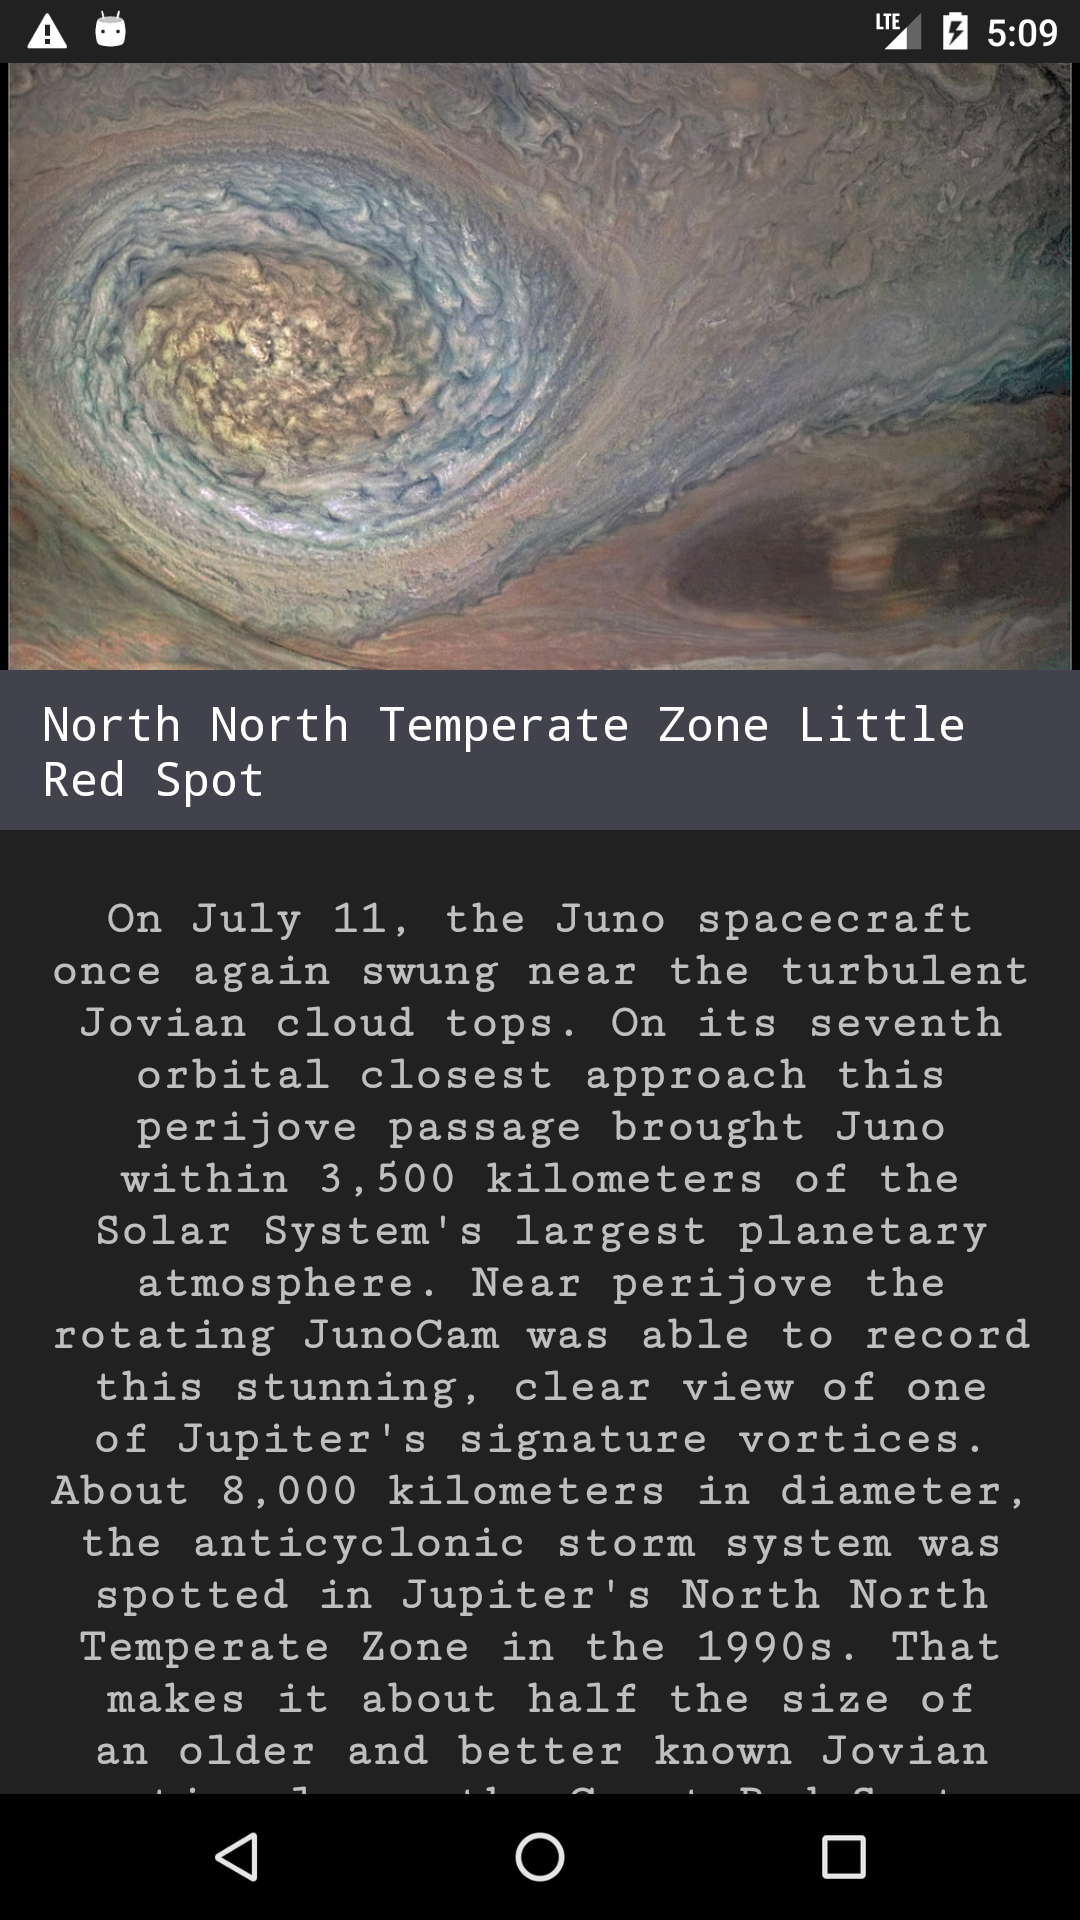 LTE 5:09
North North Temperate Zone Little
Red Spot
On July 11, the Juno spacecraft
once again swung near the turbulent
Jovian cloud tops. On its seventh
orbital closest approach this
perijove passage brought Juno
within 3,500 kilometers of the
Solar System's largest planetary
atmosphere. Near perijove the
rotating JunoCam was able to record
this stunning, clear view of one
of Jupiter's signature vortices.
About 8,000 kilometers in diameter,
the anticyclonic storm system was
spotted in Jupiter's North North
Temperate Zone in the 1990s. That
makes it about half the size of
an older and better known Jovian